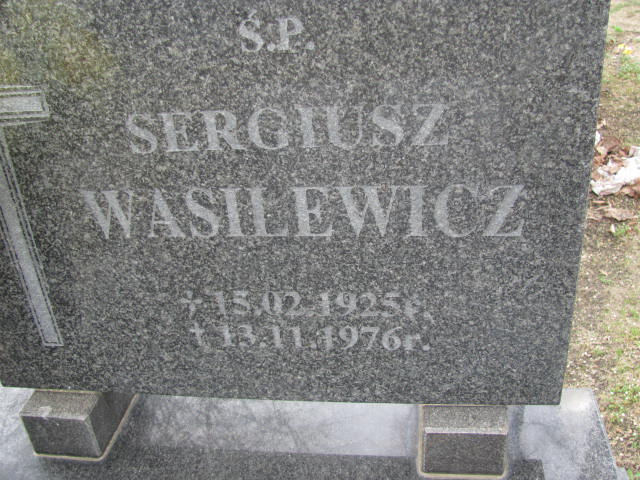 Ś.P.
SERGIUSZ
WASILEWICZ
+ 15.02.1925r.
+ 13.11.1976r.